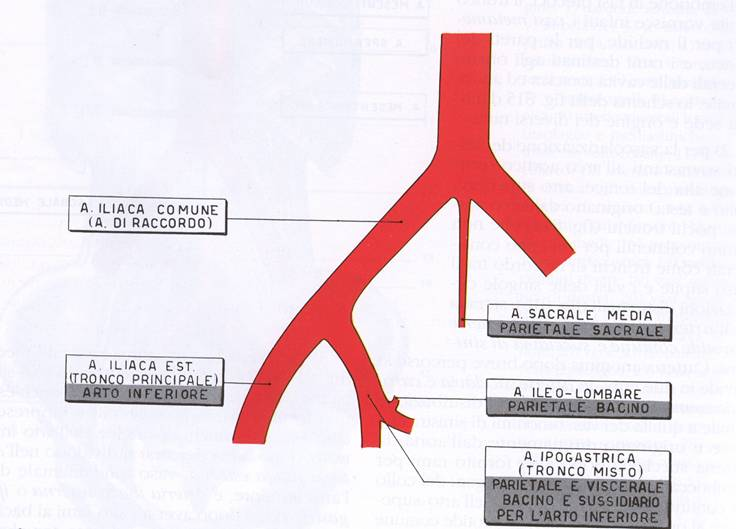 A. ILIACA COMUNE
(A. DI RACCORDO)
A. SACRALE MEDIA
PARIETALE SACRALE
A. ILIACA EST.
(TRONCO PRINCIPALE)
ARTO INFERIORE
A. ILEO-LOMBARE
PARIETALE BACINO
A. IPOGASTRICA
(TRONCO MISTO)
PARIETALE E VISCERALE
BACINO E SUSSIDIARIO
PER L'ARTO INFERIORE